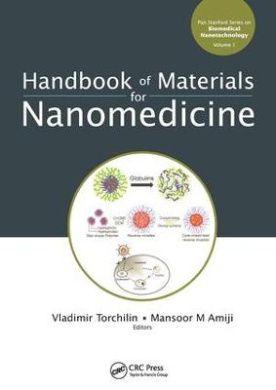 Pan Stanford Series on
Biomedical
Nanotechnology
Volume 1
Handbook of Materials
for
Nanomedicine
Globulins
Vladimir Torchilin • Mansoor M Amiji
Editors
CRC
CRC Press
Taylor & Francis Group